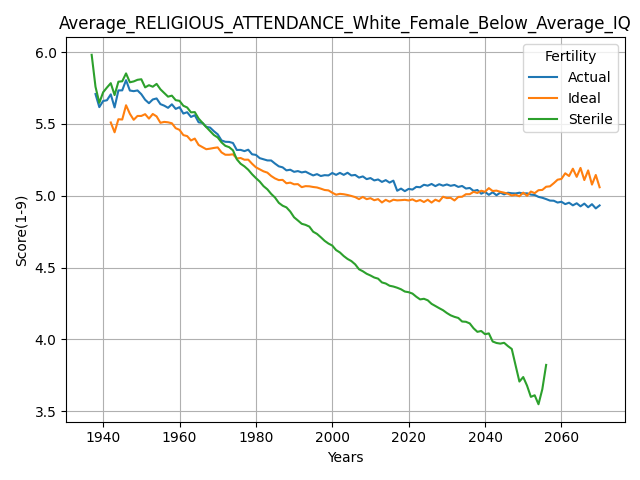 Average_RELIGIOUS_ATTENDANCE_White_Female_Below_Average_IQ
Fertility
Actual
Ideal
Sterile
Score(1-9)
6.0
5.5
5.0
4.5
4.0
3.5
1940 1960 1980 2000 2020 2040 2060
Years